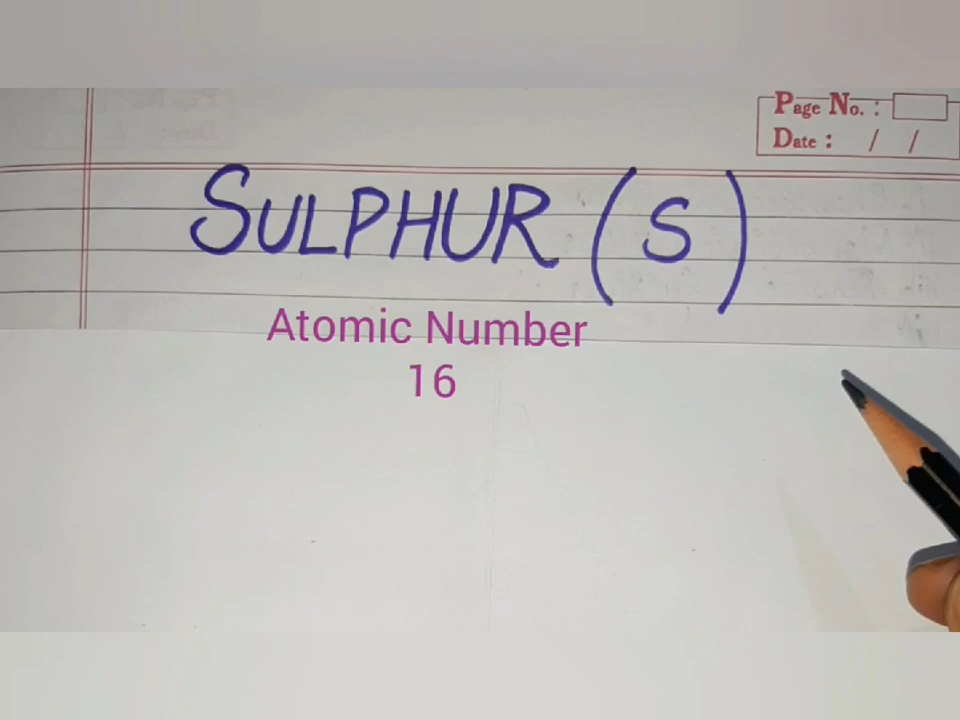 Page No. :
Date : / /
SULPHUR (S)
Atomic Number
16